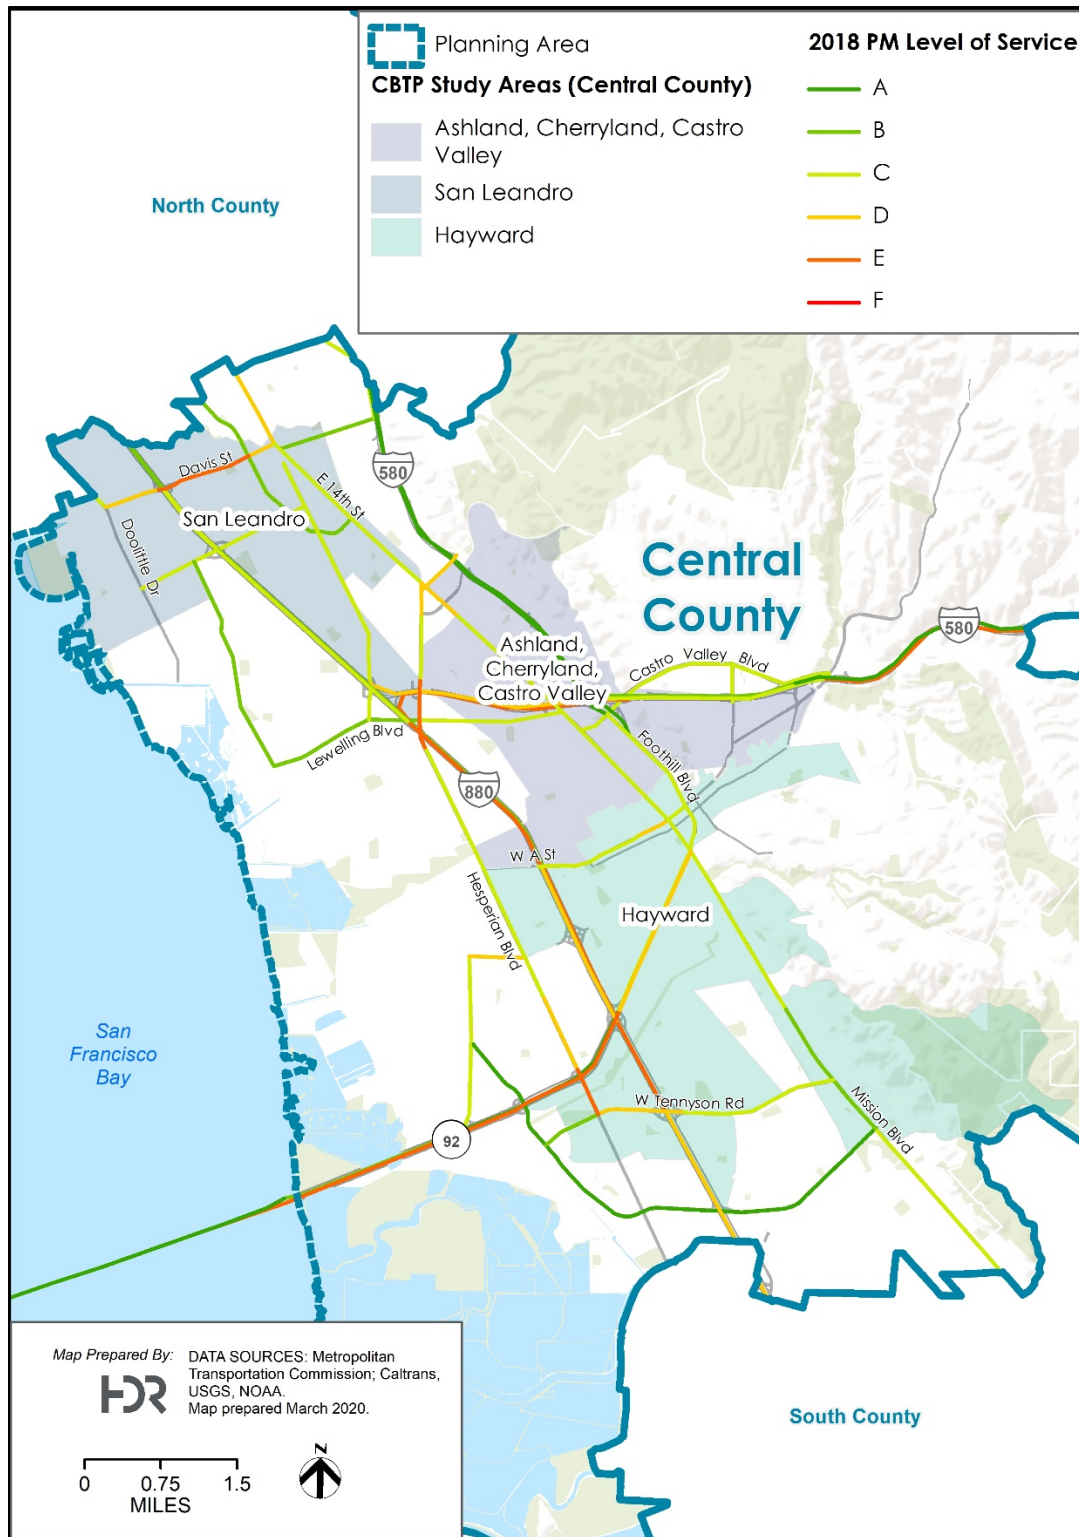 Planning Area
CBTP Study Areas (Central County)
Ashland, Cherryland, Castro
Valley
San Leandro
Hayward
2018 PM Level of Service
A
B
C
D
E
F
North County
580
Davis St
E 14th St
San Leandro
Doolittle Dr
Central
County
580
Ashland,
Cherryland,
Castro Valley
Castro Valley Blvd
Lewelling Blvd
Foothill Blvd
880
W A St
Hesperian Blvd
Hayward
San
Francisco
Bay
W Tennyson Rd
Mission Blvd
92
Map Prepared By:
HDR
DATA SOURCES: Metropolitan
Transportation Commission; Caltrans,
USGS, NOAA.
Map prepared March 2020.
0 0.75 1.5
MILES
N
South County